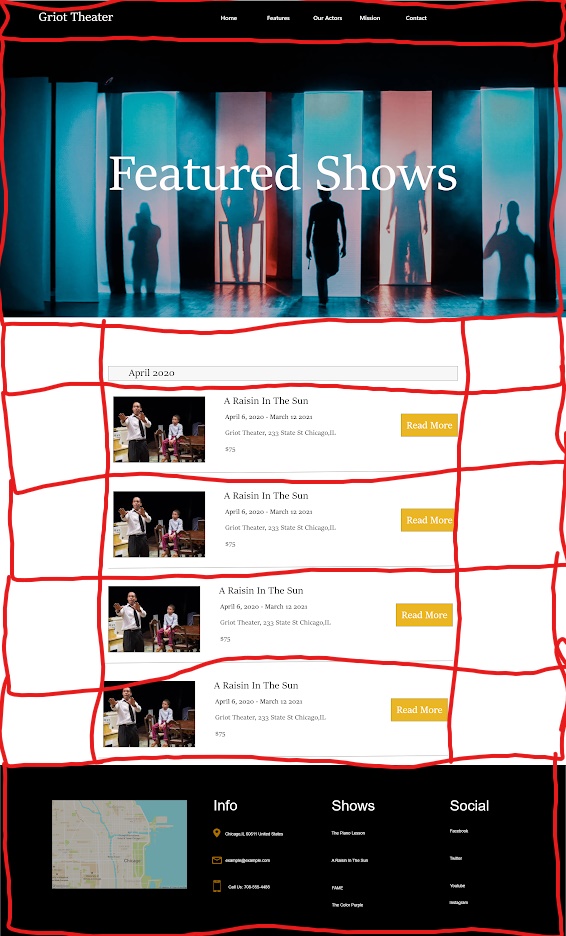 Griot Theater
Home Features Our Actors Mission Contact
Featured Shows
April 2020
A Raisin In The Sun
April 6, 2020 - March 12 2021
Griot Theater, 233 State St Chicago,IL
$75
Read More
A Raisin In The Sun
April 6, 2020 - March 12 2021
Griot Theater, 233 State St Chicago,IL
$75
Read More
A Raisin In The Sun
April 6, 2020 - March 12 2021
Griot Theater, 233 State St Chicago,IL
$75
Read More
A Raisin In The Sun
April 6, 2020 - March 12 2021
Griot Theater, 233 State St Chicago,IL
$75
Read More
Chicago
Info
Chicago,IL 60611 United States
example@example.com
Shows
The Piano Lesson
A Raisin In The Sun
FAME
The Color Purple
Social
Facebook
Twitter
Youtube
Instagram